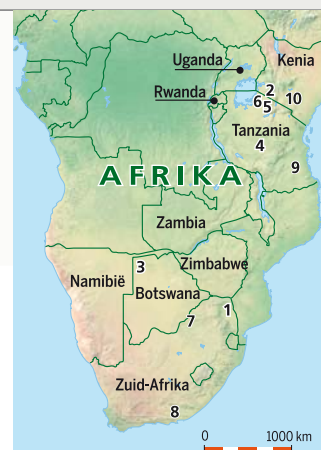 Uganda
Kenia
Rwanda
2
6 5
10
Tanzania
4
9
AFRIKA
Zambia
3
Zimbabwe
Namibië
Botswana
1
7
Zuid-Afrika
8
0 1000 km